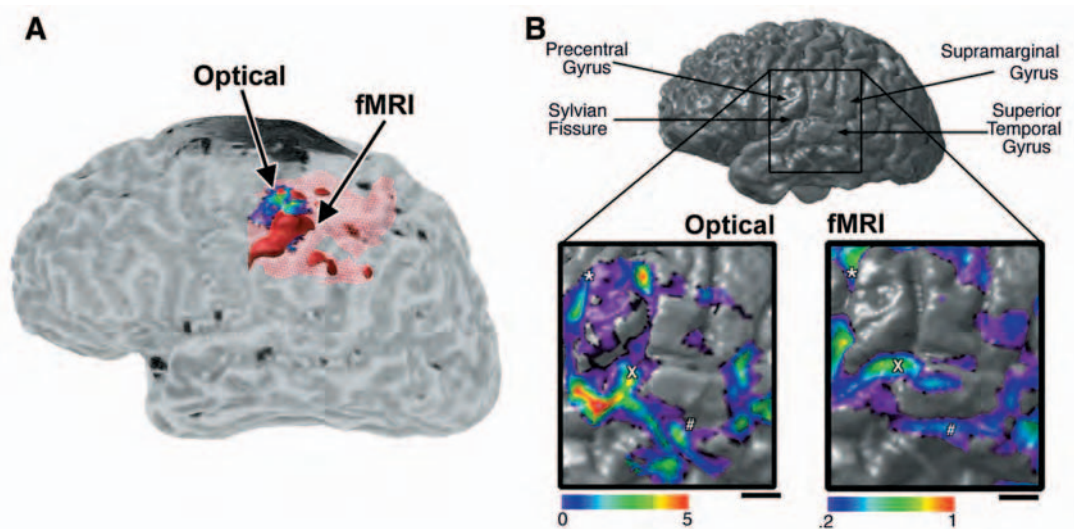 A
Optical
fMRI
B
Precentral
Gyrus
Supramarginal
Gyrus
Sylvian
Fissure
Superior
Temporal
Gyrus
Optical
fMRI
*
*
X
X
#
#
0
5
.2
1